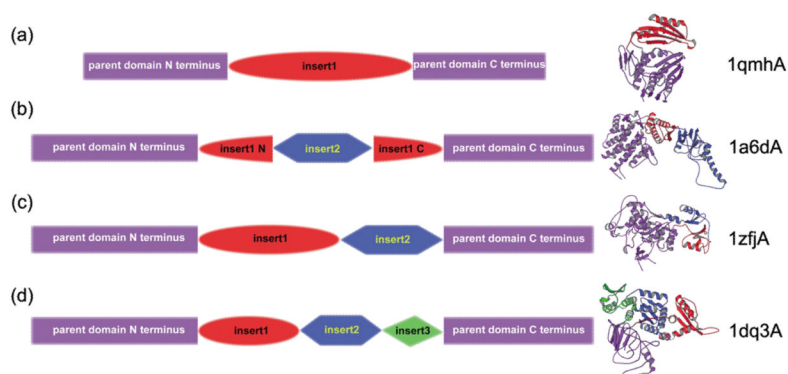 (a)
parent domain N terminus insert1 parent domain C terminus 1qmhA
(b)
parent domain N terminus insert1 N insert2 insert1 C parent domain C terminus 1a6dA
(c)
parent domain N terminus insert1 insert2 parent domain C terminus 1zfjA
(d)
parent domain N terminus insert1 insert2 insert3 parent domain C terminus 1dq3A